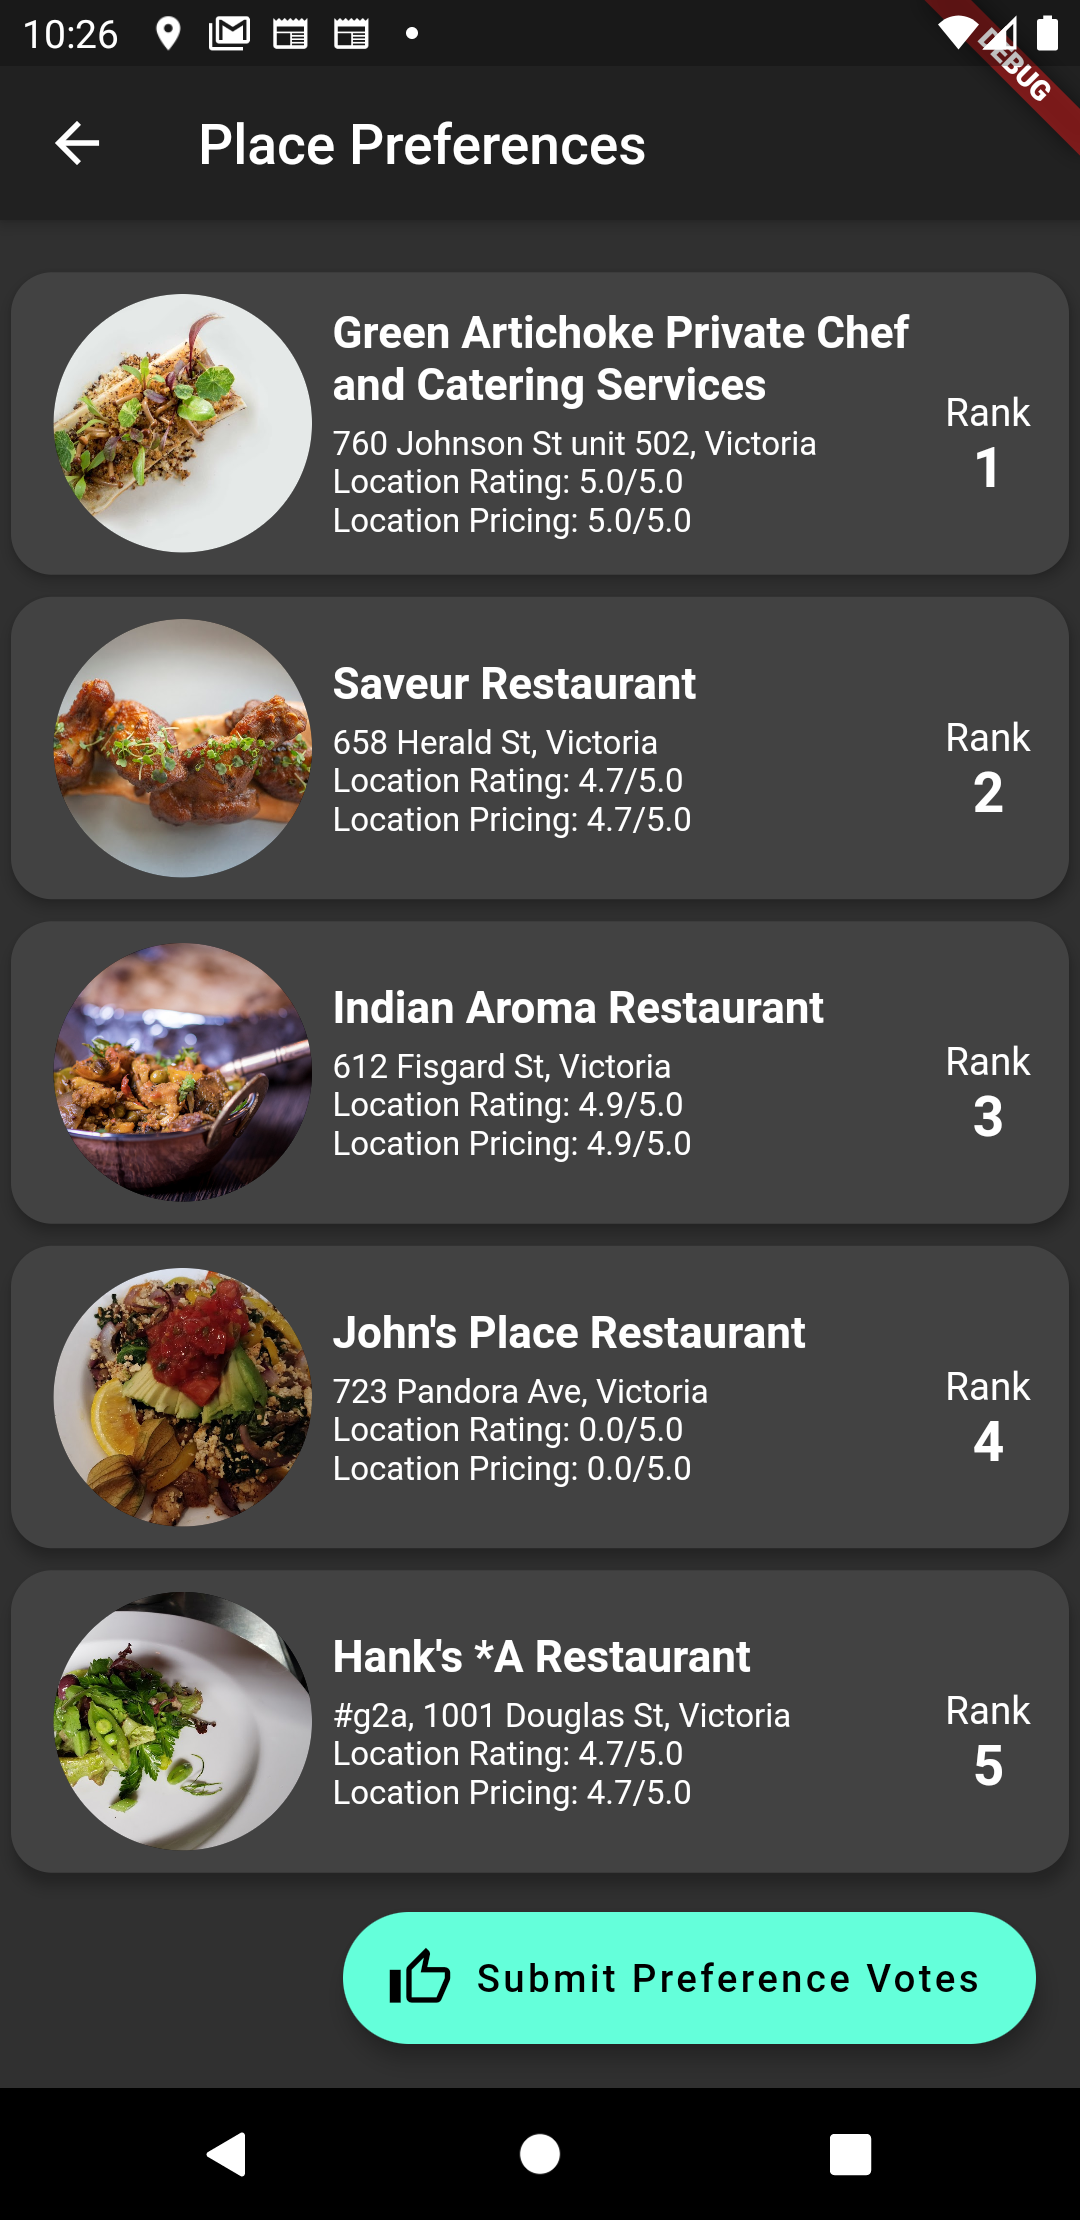 10:26
DEBUG
Place Preferences
Green Artichoke Private Chef
and Catering Services
760 Johnson St unit 502, Victoria
Location Rating: 5.0/5.0
Location Pricing: 5.0/5.0
Rank
1
Saveur Restaurant
658 Herald St, Victoria
Location Rating: 4.7/5.0
Location Pricing: 4.7/5.0
Rank
2
Indian Aroma Restaurant
612 Fisgard St, Victoria
Location Rating: 4.9/5.0
Location Pricing: 4.9/5.0
Rank
3
John's Place Restaurant
723 Pandora Ave, Victoria
Location Rating: 0.0/5.0
Location Pricing: 0.0/5.0
Rank
4
Hank's *A Restaurant
#g2a, 1001 Douglas St, Victoria
Location Rating: 4.7/5.0
Location Pricing: 4.7/5.0
Rank
5
Submit Preference Votes